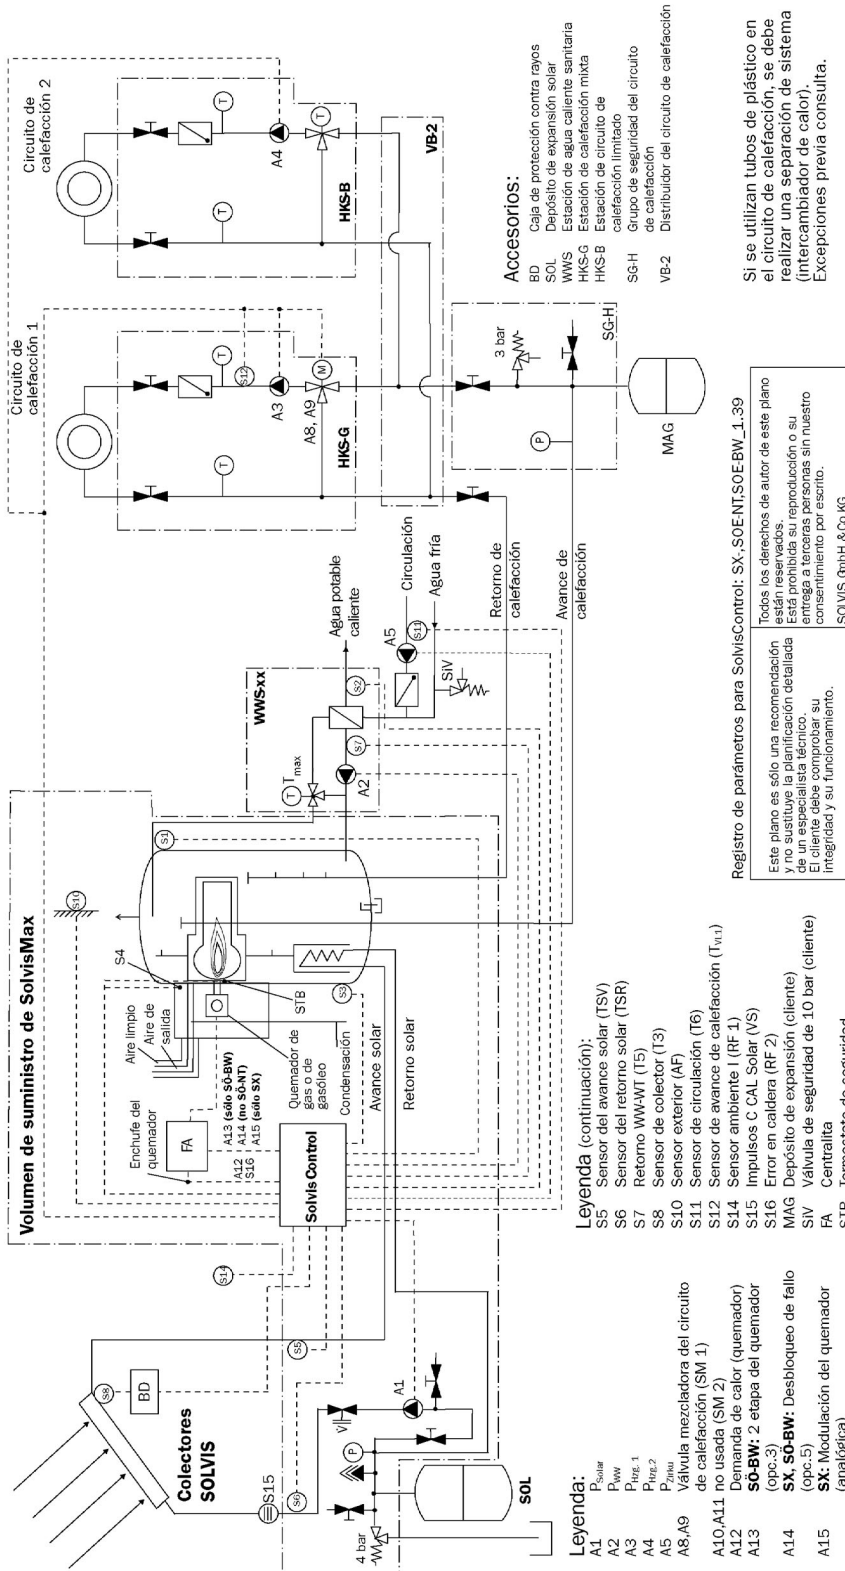 Volumen de suministro de SolvisMax
Colectores
SOLVIS
S8
BD
S15
S6
S5
S14
V̇
P
4 bar
SOL
A1
Solvis Control
Enchufe del
quemador
FA
A12
S16
A13 (sólo SÖ-BW)
A14 (no SÖ-NT)
A15 (sólo SX)
Aire limpio
Aire de
salida
S4
S10
STB
Quemador de
gas o de
gasóleo
Condensación
Avance solar
Retorno solar
S3
S1
WWS-xx
T
Tmax
A2
S7
S2
Agua potable
caliente
A5
S11
Circulación
Agua fría
SiV
Retorno de
calefacción
Avance de
calefacción
Circuito de
calefacción 1
T
T
S12
A3
M
A8, A9
HKS-G
Circuito de
calefacción 2
T
T
A4
T
HKS-B
VB-2
3 bar
SG-H
P
MAG
Accesorios:
BD Caja de protección contra rayos
SOL Depósito de expansión solar
WWS Estación de agua caliente sanitaria
HKS-G Estación de calefacción mixta
HKS-B Estación de circuito de
calefacción limitado
SG-H Grupo de seguridad del circuito
de calefacción
VB-2 Distribuidor del circuito de calefacción
Si se utilizan tubos de plástico en
el circuito de calefacción, se debe
realizar una separación de sistema
(intercambiador de calor).
Excepciones previa consulta.
Leyenda:
A1 PSolar
A2 PWW
A3 PHzg. 1
A4 PHzg.2
A5 PZirku
A8,A9 Válvula mezcladora del circuito
de calefacción (SM 1)
A10,A11 no usada (SM 2)
A12 Demanda de calor (quemador)
A13 SÖ-BW: 2 etapa del quemador
(opc.3)
A14 SX, SÖ-BW: Desbloqueo de fallo
(opc.5)
A15 SX: Modulación del quemador
(analógica)
Leyenda (continuación):
S5 Sensor del avance solar (TSV)
S6 Sensor del retorno solar (TSR)
S7 Retorno WW-WT (T5)
S8 Sensor de colector (T3)
S10 Sensor exterior (AF)
S11 Sensor de circulación (T6)
S12 Sensor de avance de calefacción (TVL1)
S14 Sensor ambiente I (RF 1)
S15 Impulsos C CAL Solar (VS)
S16 Error en caldera (RF 2)
MAG Depósito de expansión (cliente)
SiV Válvula de seguridad de 10 bar (cliente)
FA Centralita
STB Termostato de seguridad
Registro de parámetros para SolvisControl: SX-,SOE-NT,SOE-BW_1.39
Este plano es sólo una recomendación
y no sustituye la planificación detallada
de un especialista técnico.
El cliente debe comprobar su
integridad y su funcionamiento.
Todos los derechos de autor de este plano
están reservados.
Está prohibida su reproducción o su
entrega a terceras personas sin nuestro
consentimiento por escrito.
SOLVIS GmbH & Co KG